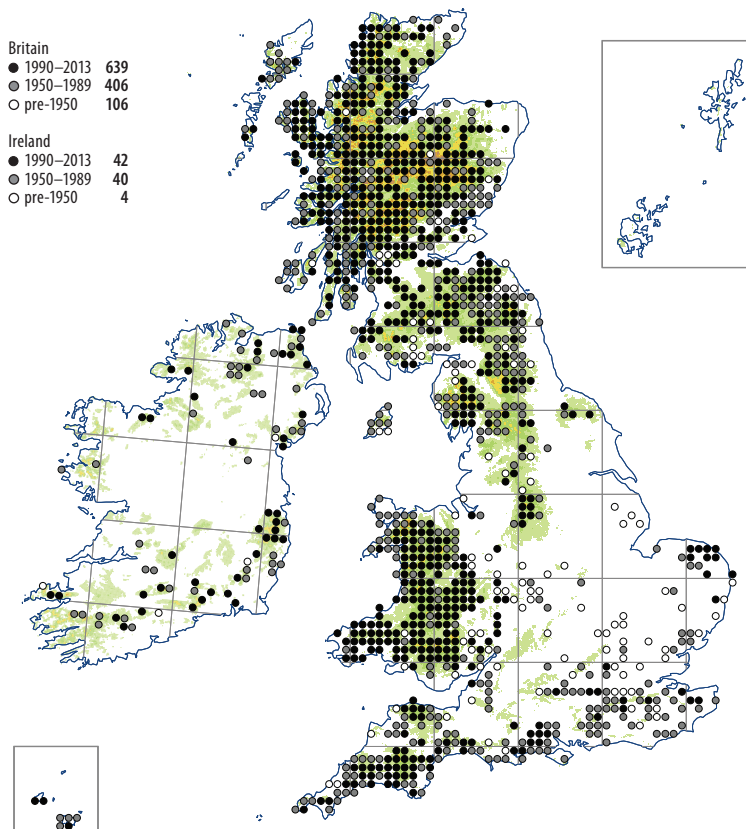 Britain
● 1990–2013 639
● 1950–1989 406
○ pre-1950 106
Ireland
● 1990–2013 42
● 1950–1989 40
○ pre-1950 4